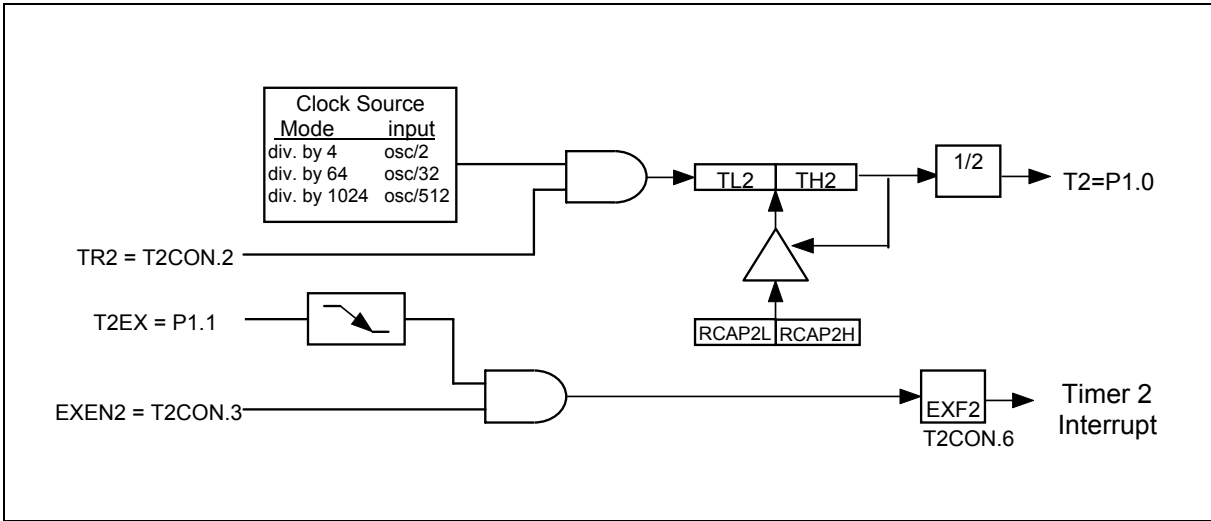 Clock Source
Mode input
div. by 4 osc/2
div. by 64 osc/32
div. by 1024 osc/512
TL2 TH2
1/2
T2=P1.0
TR2 = T2CON.2
T2EX = P1.1
RCAP2L RCAP2H
EXEN2 = T2CON.3
EXF2
T2CON.6
Timer 2
Interrupt